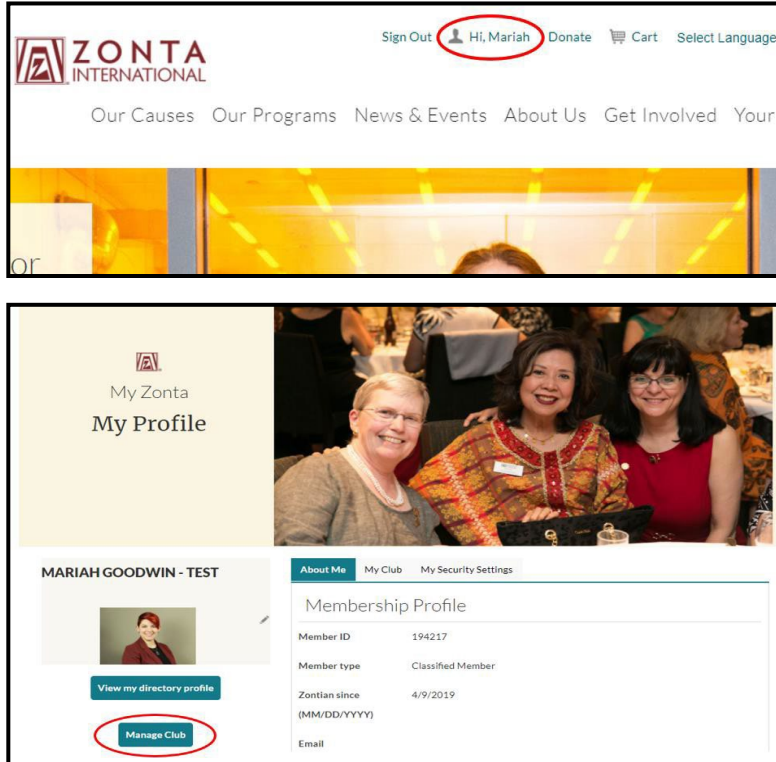 Sign Out Hi, Mariah Donate Cart Select Language
ZONTA
INTERNATIONAL
Our Causes Our Programs News & Events About Us Get Involved Your
or
My Zonta
My Profile
MARIAH GOODWIN - TEST
View my directory profile
Manage Club
About Me My Club My Security Settings
Membership Profile
Member ID 194217
Member type Classified Member
Zontian since 4/9/2019
(MM/DD/YYYY)
Email